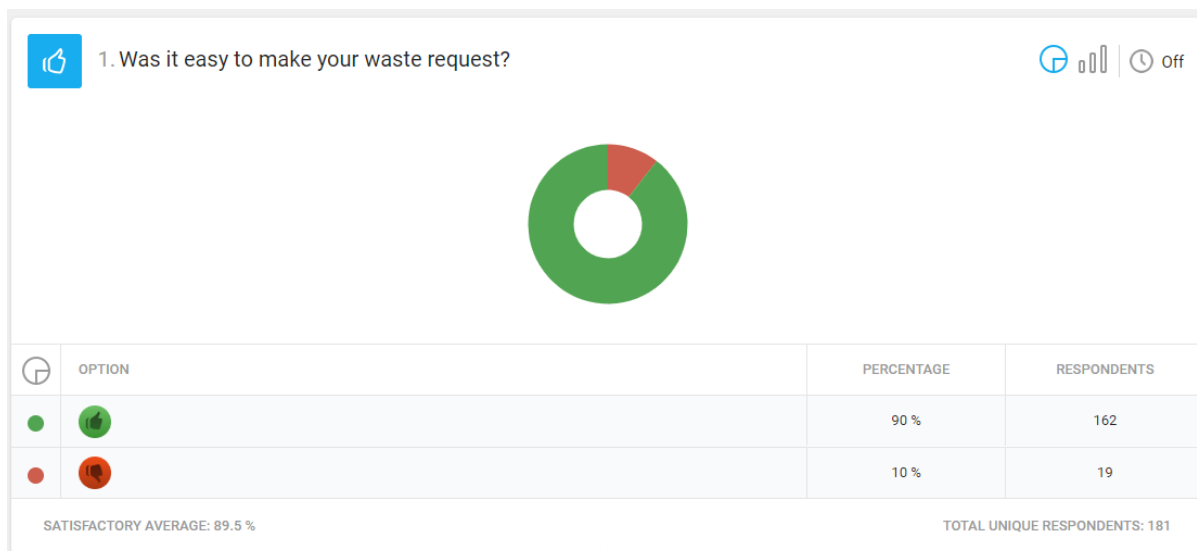 1. Was it easy to make your waste request?
Off
OPTION PERCENTAGE RESPONDENTS
90 % 162
10 % 19
SATISFACTORY AVERAGE: 89.5 % TOTAL UNIQUE RESPONDENTS: 181